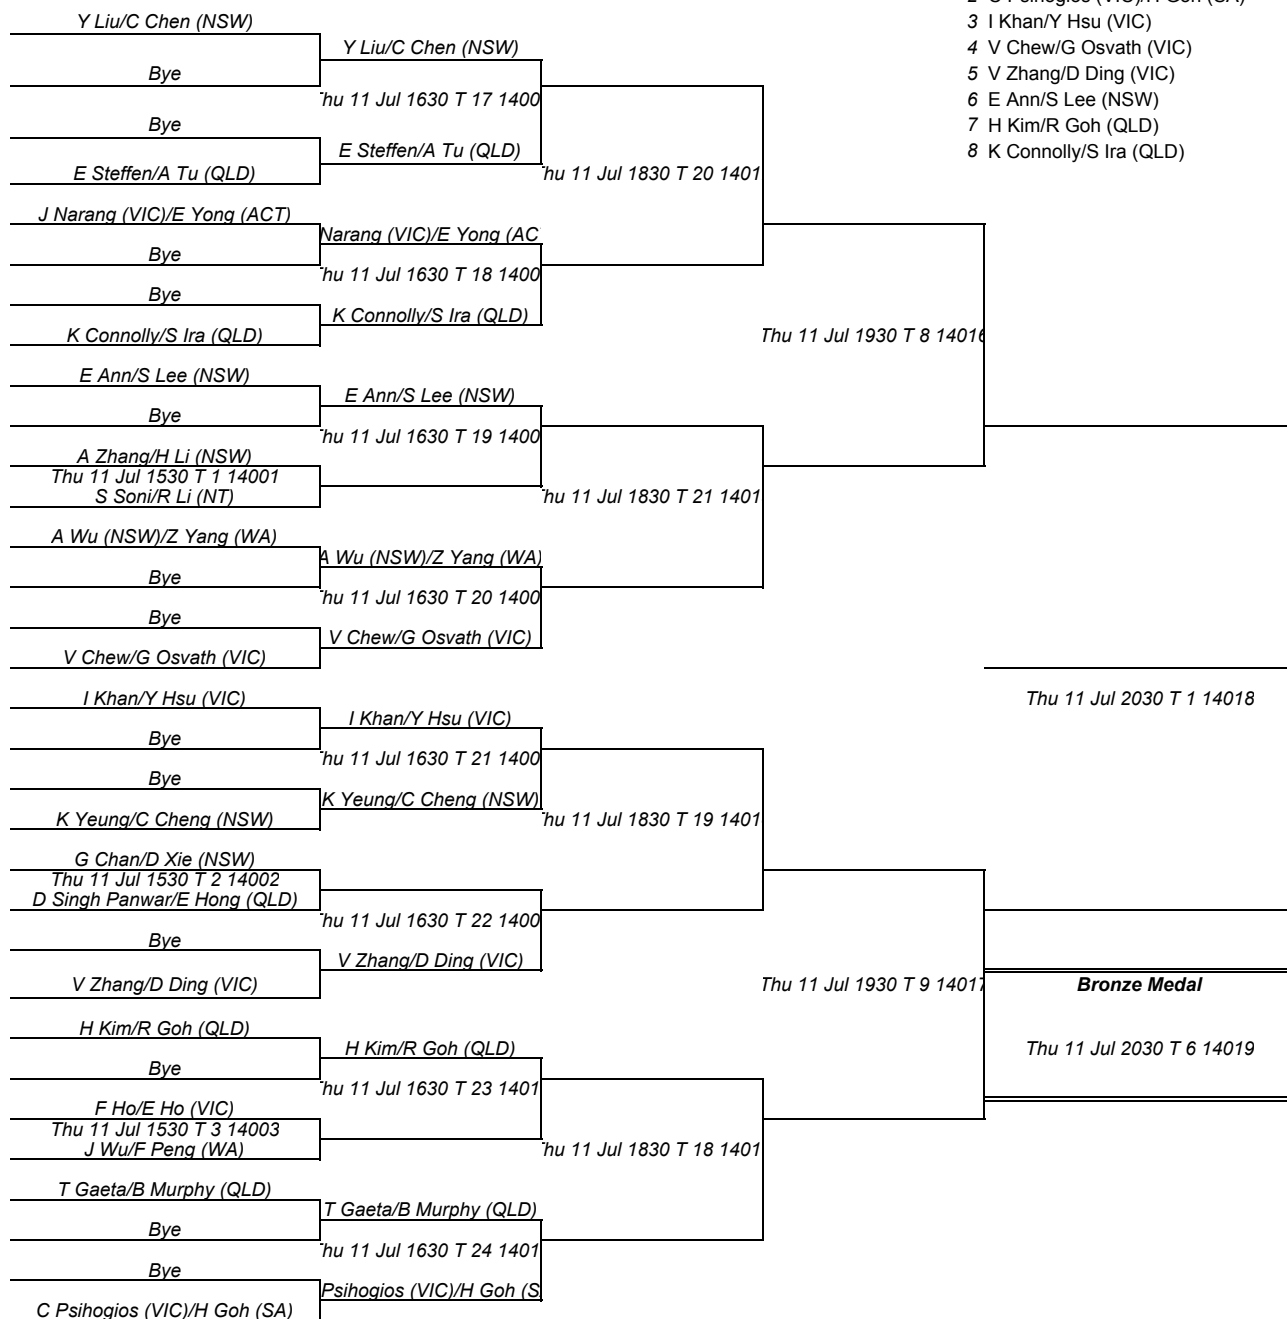 Y Liu/C Chen (NSW)
Bye
Bye
E Steffen/A Tu (QLD)
J Narang (VIC)/E Yong (ACT)
Bye
Bye
K Connolly/S Ira (QLD)
E Ann/S Lee (NSW)
Bye
A Zhang/H Li (NSW)
Thu 11 Jul 1530 T 1 14001
S Soni/R Li (NT)
A Wu (NSW)/Z Yang (WA)
Bye
Bye
V Chew/G Osvath (VIC)
I Khan/Y Hsu (VIC)
Bye
Bye
K Yeung/C Cheng (NSW)
G Chan/D Xie (NSW)
Thu 11 Jul 1530 T 2 14002
D Singh Panwar/E Hong (QLD)
Bye
V Zhang/D Ding (VIC)
H Kim/R Goh (QLD)
Bye
F Ho/E Ho (VIC)
Thu 11 Jul 1530 T 3 14003
J Wu/F Peng (WA)
T Gaeta/B Murphy (QLD)
Bye
Bye
C Psihogios (VIC)/H Goh (SA)
Y Liu/C Chen (NSW)
hu 11 Jul 1630 T 17 1400
E Steffen/A Tu (QLD)
Narang (VIC)/E Yong (AC
hu 11 Jul 1630 T 18 1400
K Connolly/S Ira (QLD)
E Ann/S Lee (NSW)
hu 11 Jul 1630 T 19 1400
A Wu (NSW)/Z Yang (WA)
hu 11 Jul 1630 T 20 1400
V Chew/G Osvath (VIC)
I Khan/Y Hsu (VIC)
hu 11 Jul 1630 T 21 1400
K Yeung/C Cheng (NSW)
hu 11 Jul 1630 T 22 1400
V Zhang/D Ding (VIC)
H Kim/R Goh (QLD)
hu 11 Jul 1630 T 23 1401
T Gaeta/B Murphy (QLD)
hu 11 Jul 1630 T 24 1401
Psihogios (VIC)/H Goh (S
hu 11 Jul 1830 T 20 1401
hu 11 Jul 1830 T 21 1401
hu 11 Jul 1830 T 19 1401
hu 11 Jul 1830 T 18 1401
Thu 11 Jul 1930 T 8 14016
Thu 11 Jul 1930 T 9 14017
3 I Khan/Y Hsu (VIC)
4 V Chew/G Osvath (VIC)
5 V Zhang/D Ding (VIC)
6 E Ann/S Lee (NSW)
7 H Kim/R Goh (QLD)
8 K Connolly/S Ira (QLD)
Thu 11 Jul 2030 T 1 14018
Bronze Medal
Thu 11 Jul 2030 T 6 14019